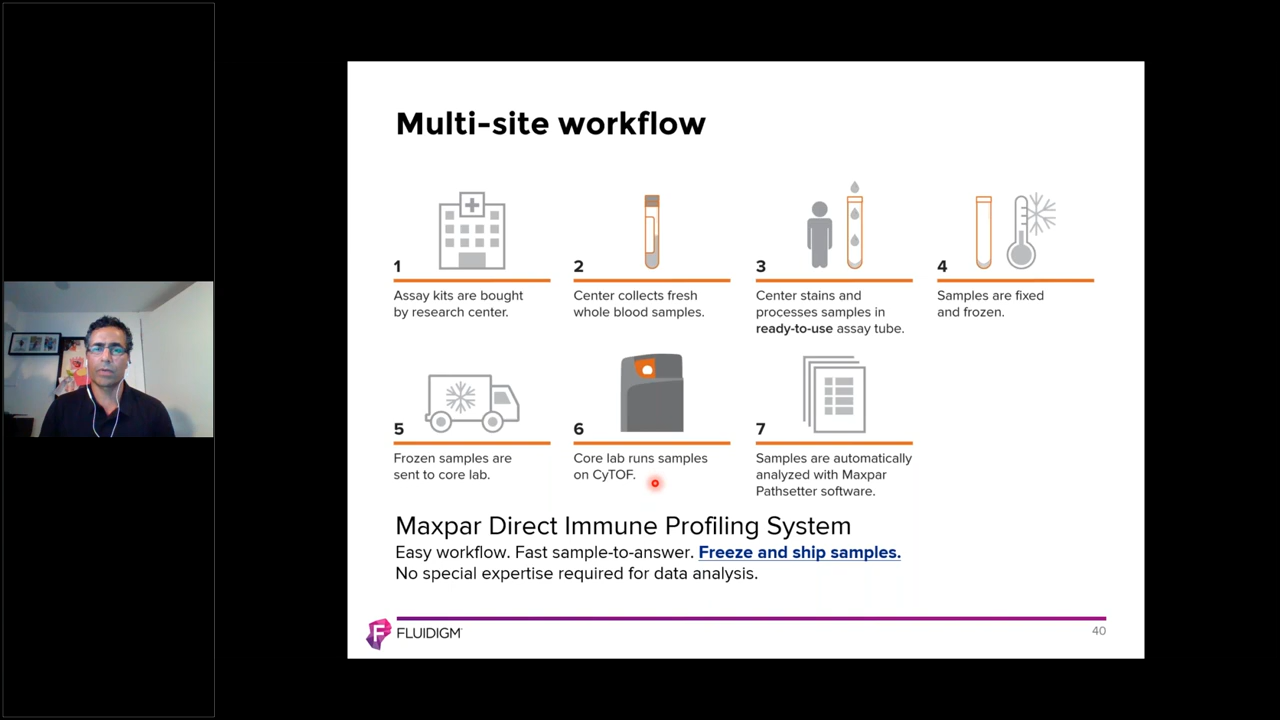 Multi-site workflow
1
Assay kits are bought
by research center.
2
Center collects fresh
whole blood samples.
3
Center stains and
processes samples in
ready-to-use assay tube.
4
Samples are fixed
and frozen.
5
Frozen samples are
sent to core lab.
6
Core lab runs samples
on CyTOF.
7
Samples are automatically
analyzed with Maxpar
Pathsetter software.
Maxpar Direct Immune Profiling System
Easy workflow. Fast sample-to-answer. Freeze and ship samples.
No special expertise required for data analysis.
F FLUIDIGM
40